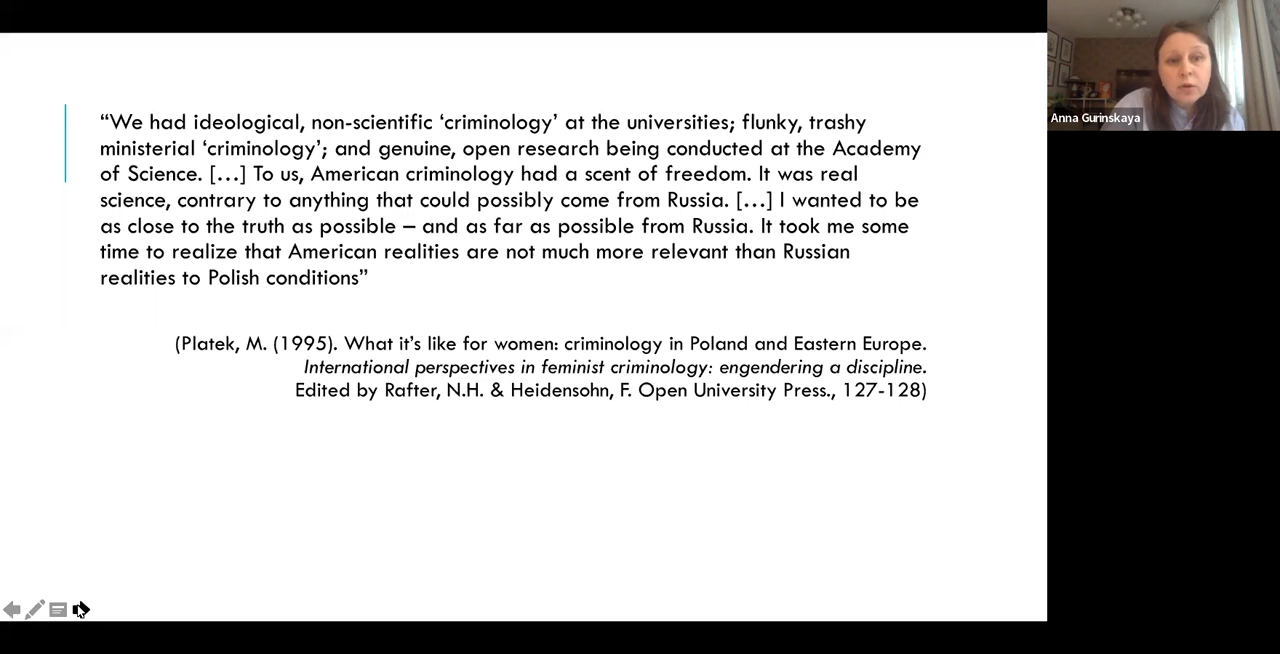 “We had ideological, non-scientific ‘criminology’ at the universities; flunky, trashy
ministerial ‘criminology’; and genuine, open research being conducted at the Academy
of Science. […] To us, American criminology had a scent of freedom. It was real
science, contrary to anything that could possibly come from Russia. […] I wanted to be
as close to the truth as possible – and as far as possible from Russia. It took me some
time to realize that American realities are not much more relevant than Russian
realities to Polish conditions”
(Platek, M. (1995). What it’s like for women: criminology in Poland and Eastern Europe.
International perspectives in feminist criminology: engendering a discipline.
Edited by Rafter, N.H. & Heidensohn, F. Open University Press., 127-128)
Anna Gurinskaya